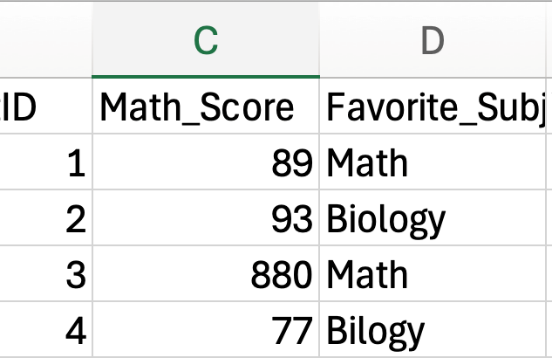 C D
ID Math_Score Favorite_Subj
1 89 Math
2 93 Biology
3 880 Math
4 77 Bilogy